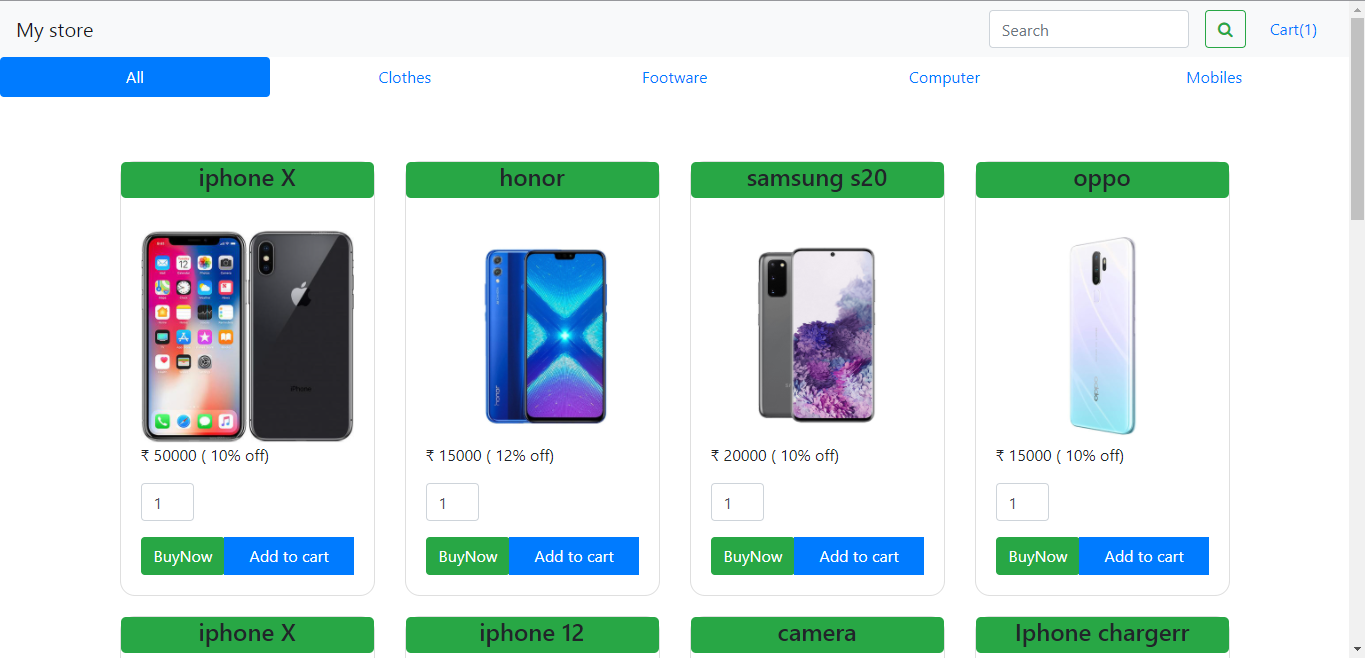 My store
Search
Cart(1)
All
Clothes
Footware
Computer
Mobiles
iphone X
honor
samsung s20
oppo
₹ 50000 ( 10% off)
₹ 15000 ( 12% off)
₹ 20000 ( 10% off)
₹ 15000 ( 10% off)
1
1
1
1
BuyNow
Add to cart
BuyNow
Add to cart
BuyNow
Add to cart
BuyNow
Add to cart
iphone X
iphone 12
camera
Iphone chargerr